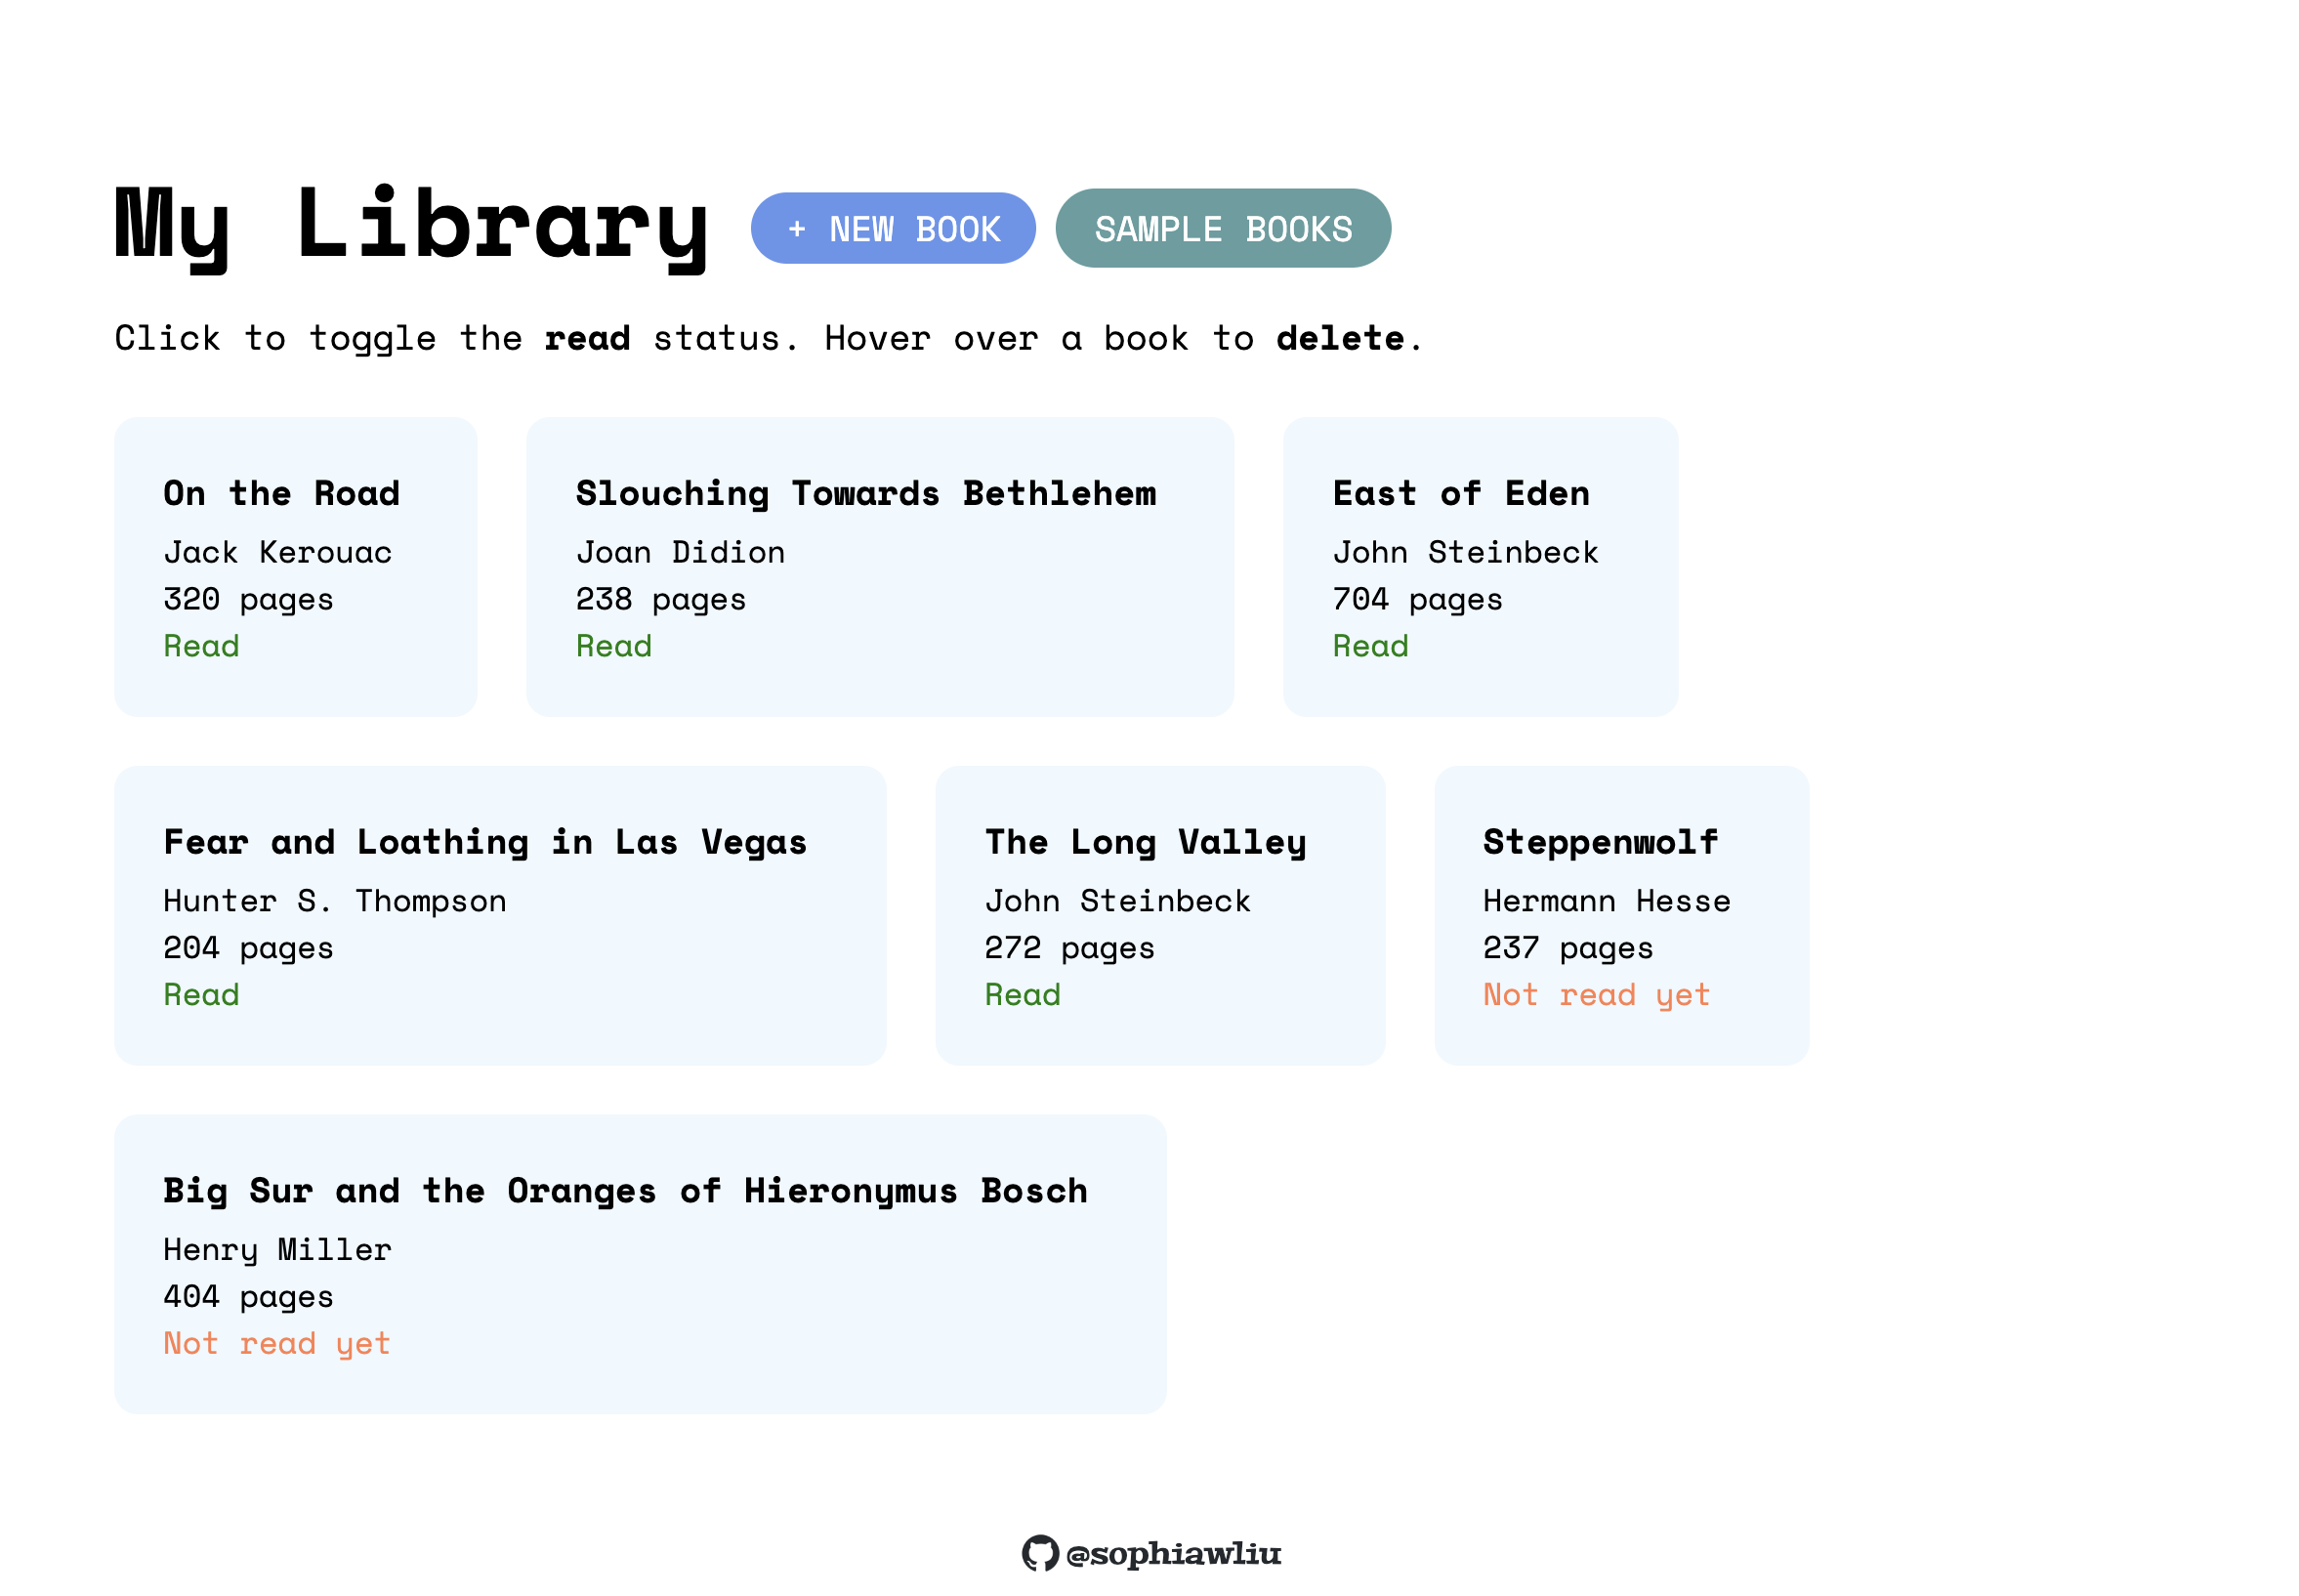 My Library
+ NEW BOOK
SAMPLE BOOKS
Click to toggle the read status. Hover over a book to delete.
On the Road
Jack Kerouac
320 pages
Read
Slouching Towards Bethlehem
Joan Didion
238 pages
Read
East of Eden
John Steinbeck
704 pages
Read
Fear and Loathing in Las Vegas
Hunter S. Thompson
204 pages
Read
The Long Valley
John Steinbeck
272 pages
Read
Steppenwolf
Hermann Hesse
237 pages
Not read yet
Big Sur and the Oranges of Hieronymus Bosch
Henry Miller
404 pages
Not read yet
@sophiawliu